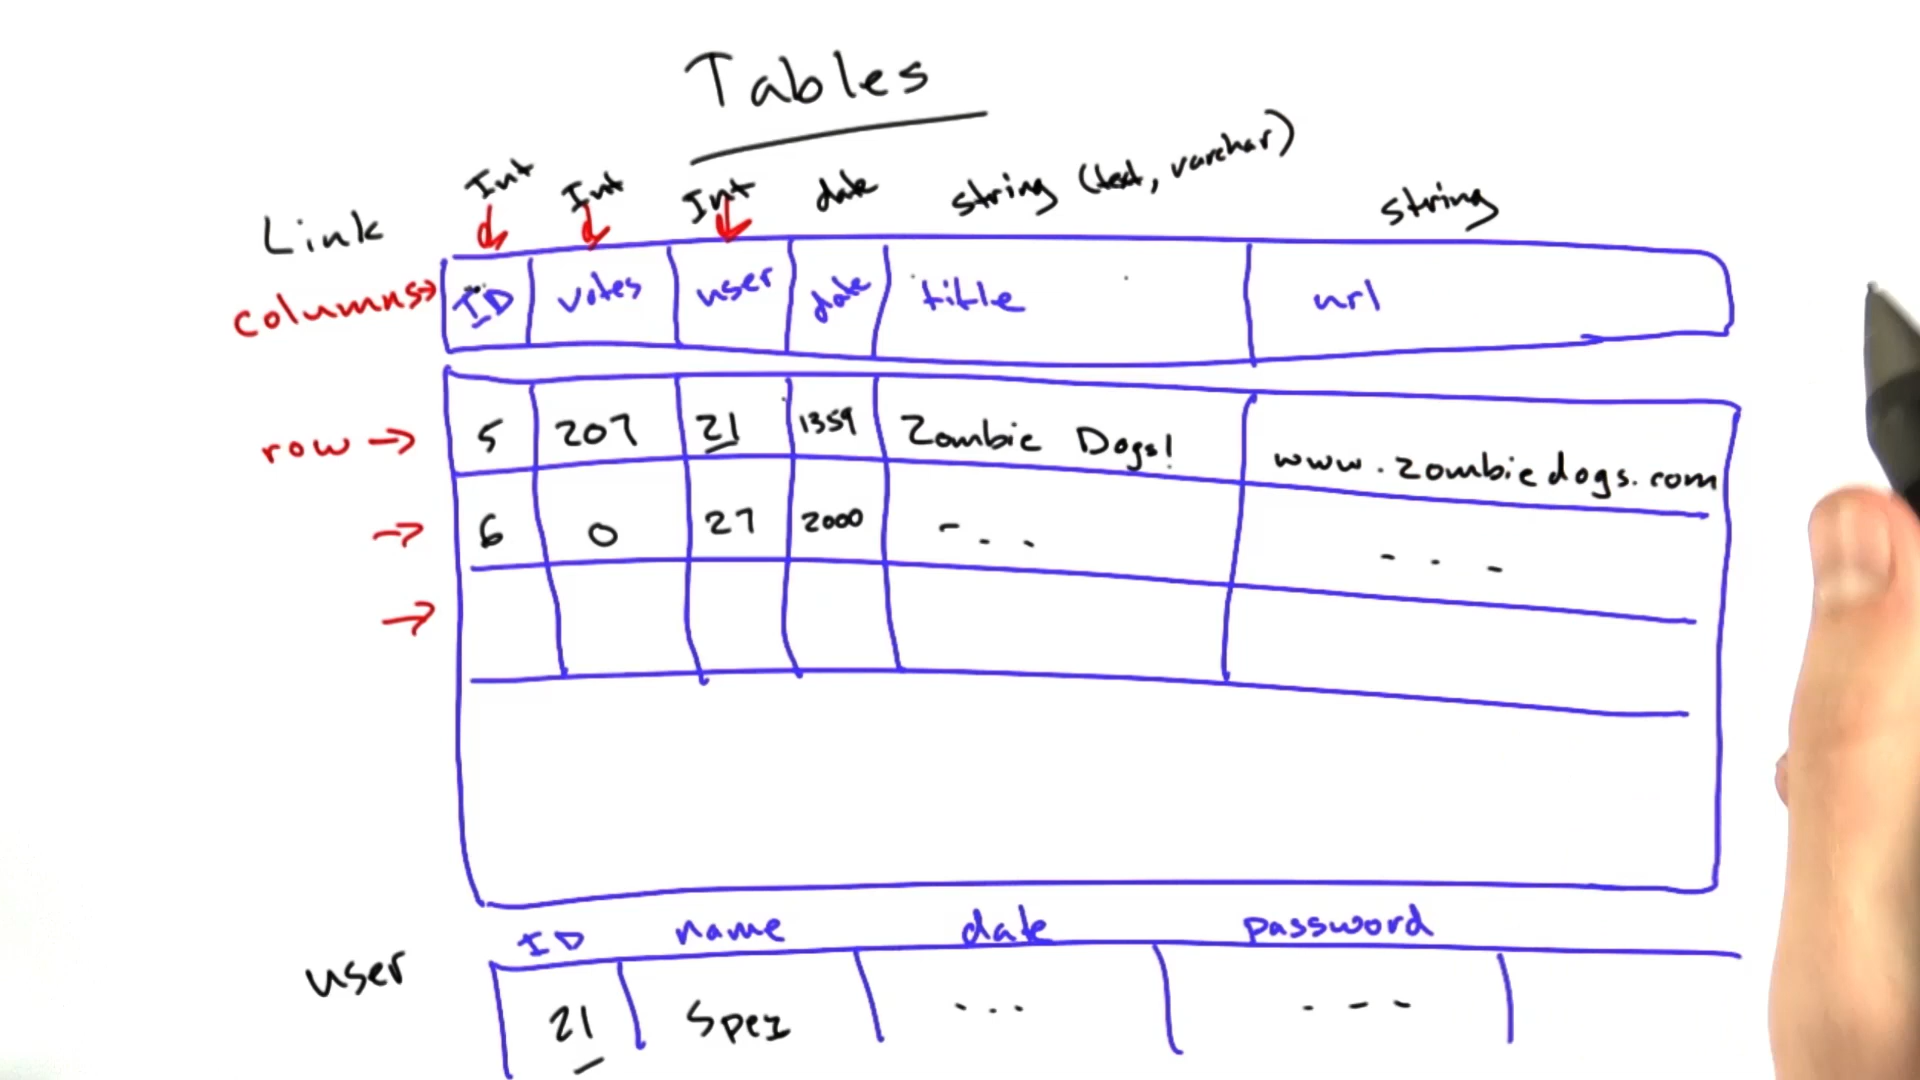 Tables
Int Int Int date string (text, varchar) string
Link
columns ID votes user date title url
row 5 207 21 1359 Zombie Dogs! www.zombiedogs.com
6 0 27 2000 - . . - . -
user ID name date password
21 Spez ... - - -